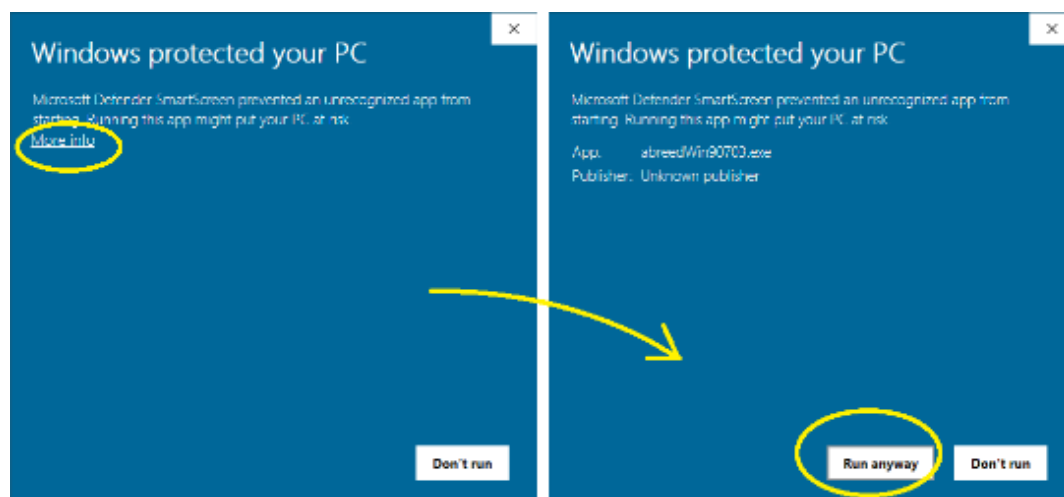 Windows protected your PC
Microsoft Defender SmartScreen prevented an unrecognized app from
starting. Running this app might put your PC at risk.
More info
Don't run
Windows protected your PC
Microsoft Defender SmartScreen prevented an unrecognized app from
starting. Running this app might put your PC at risk.
App: abreedWin90703.exe
Publisher: Unknown publisher
Run anyway
Don't run